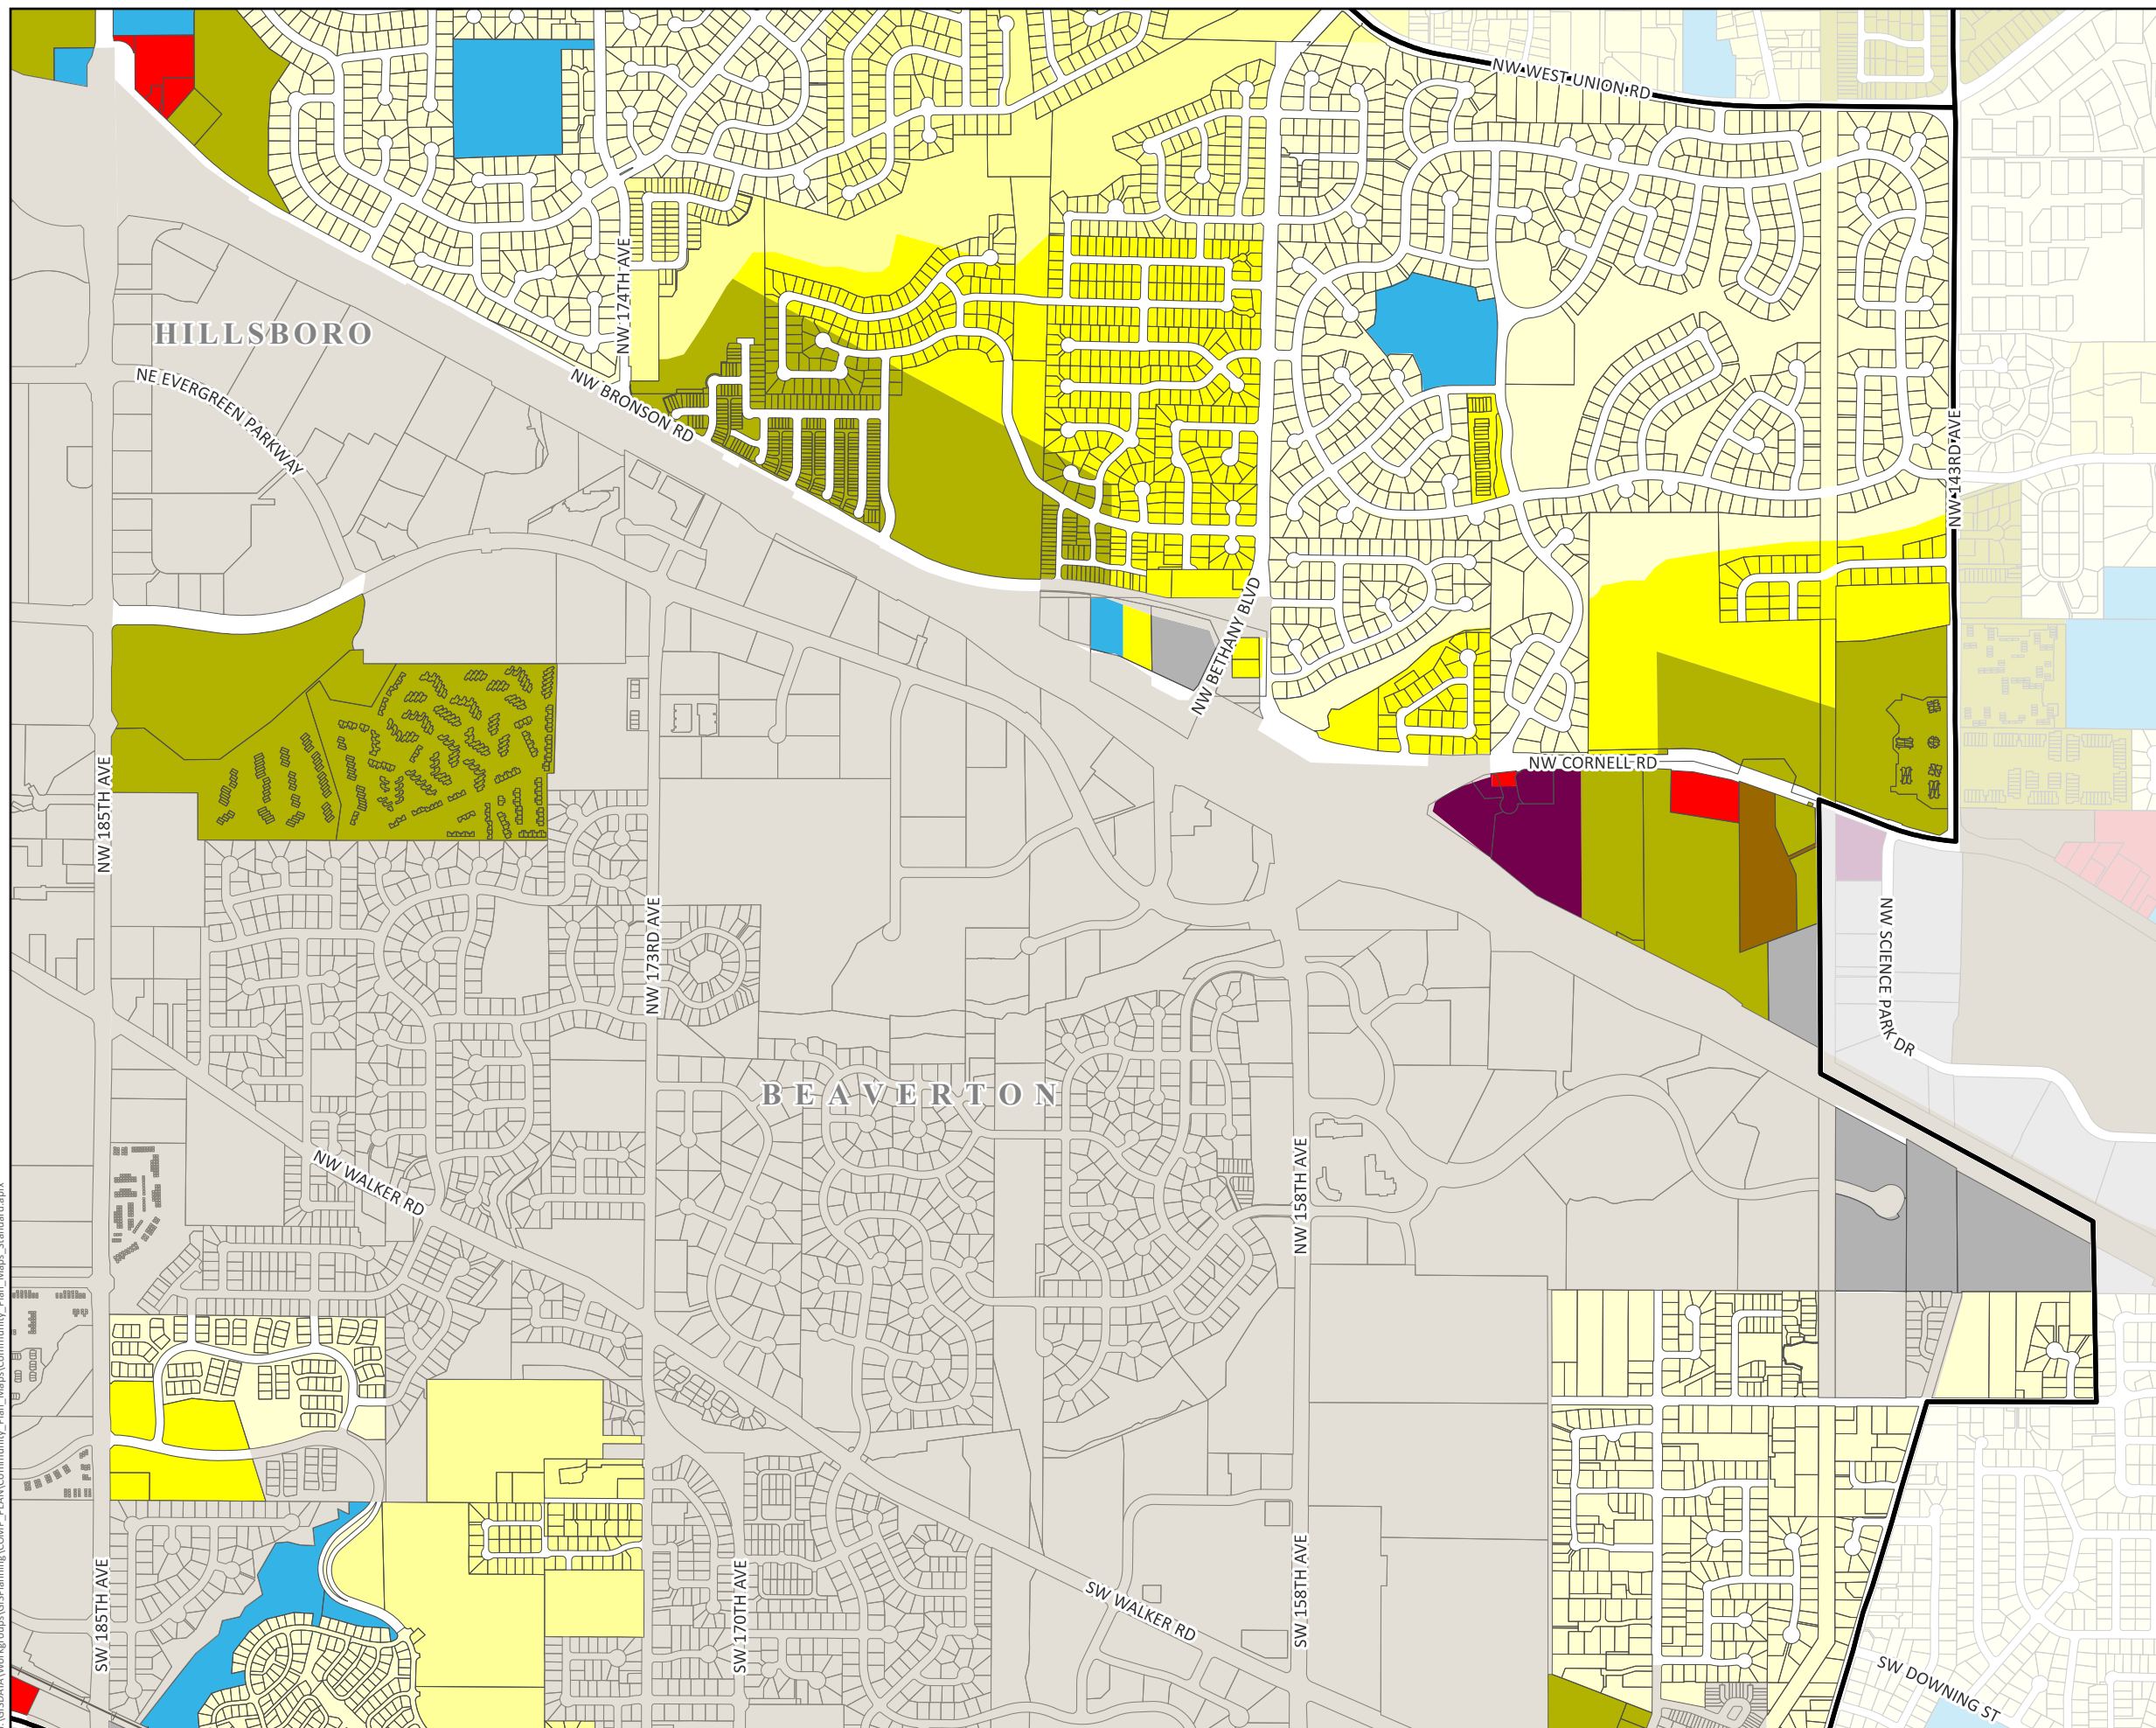 NW WEST UNION RD
NW 174TH AVE
HILLSBORO
NE EVERGREEN PARKWAY
NW BRONSON RD
NW 143RD AVE
NW BETHANY BLVD
NW CORNELL RD
NW 185TH AVE
NW 173RD AVE
NW SCIENCE PARK DR
BEAVERTON
NW WALKER RD
NW 158TH AVE
SW 185TH AVE
SW 170TH AVE
SW WALKER RD
SW 158TH AVE
SW DOWNING ST